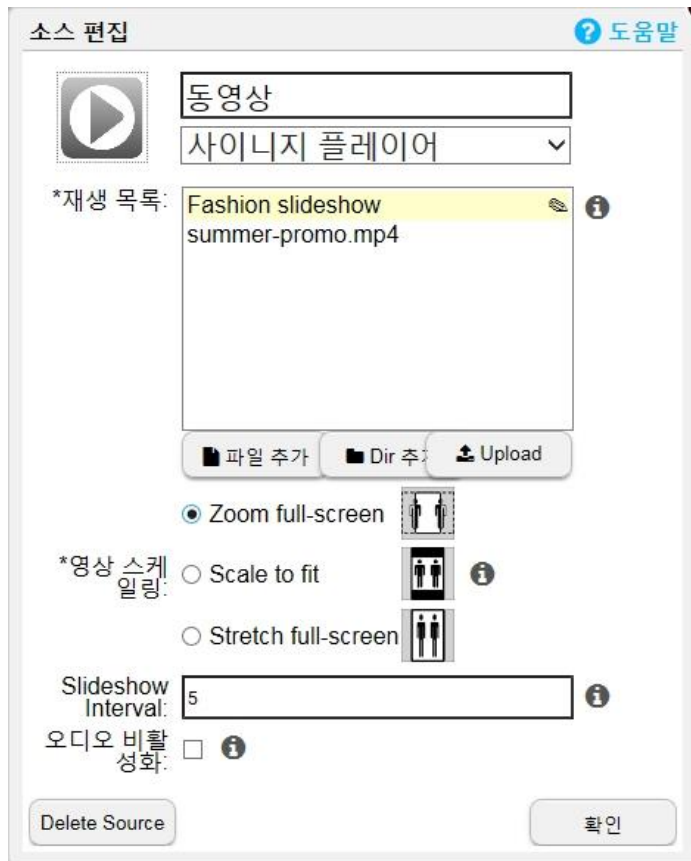 소스 편집
도움말
동영상
사이니지 플레이어
*재생 목록:
Fashion slideshow
summer-promo.mp4
파일 추가
Dir 추
Upload
Zoom full-screen
*영상 스케
일링:
Scale to fit
Stretch full-screen
Slideshow
Interval:
5
오디오 비활
성화:
Delete Source
확인